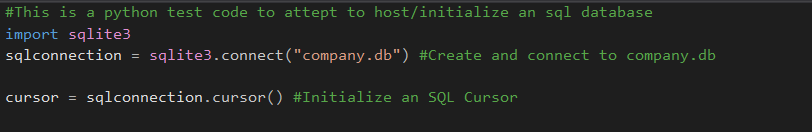 #This is a python test code to attept to host/initialize an sql database
import sqlite3
sqlconnection = sqlite3.connect("company.db") #Create and connect to company.db
cursor = sqlconnection.cursor() #Initialize an SQL Cursor